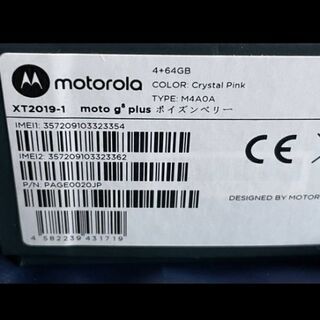 motorola
4+64GB
COLOR: Crystal Pink
TYPE: M4A0A
XT2019-1 moto g⁸ plus ポイズンベリー
IMEI1: 357209103323354
IMEI2: 357209103323362
P/N: PAGE0020JP
CE
DESIGNED BY MOTOR
4 582239 431719